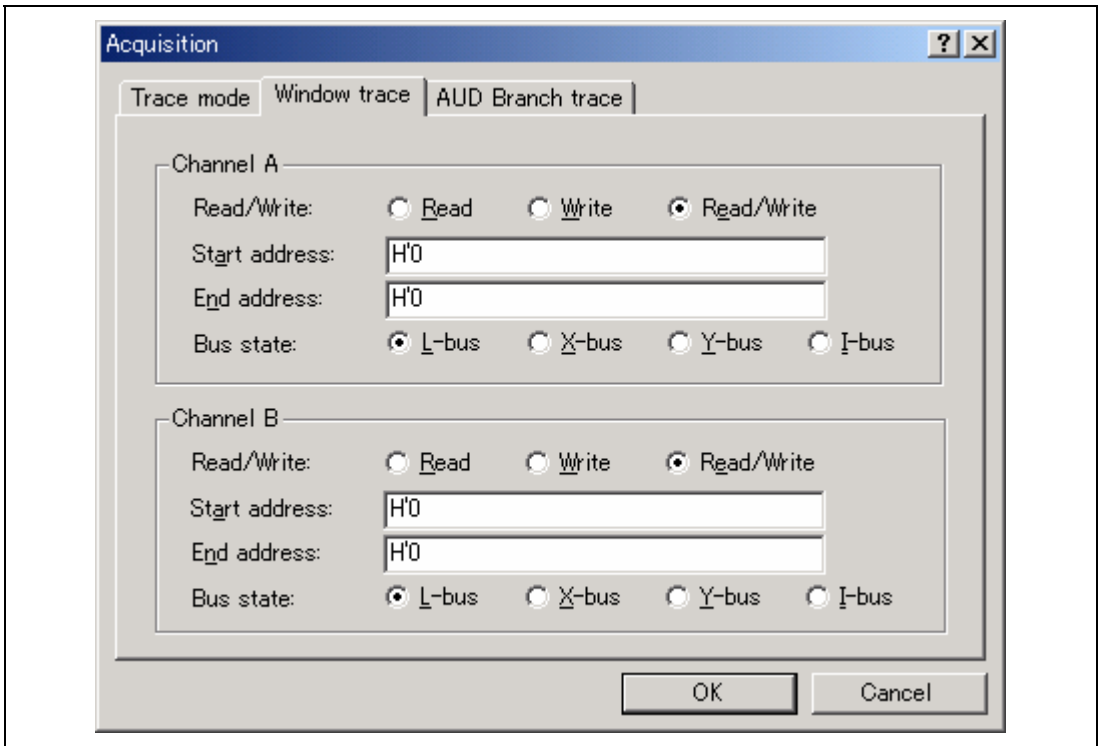 Acquisition
Trace mode Window trace AUD Branch trace
Channel A
Read/Write: Read Write Read/Write
Start address: H'0
End address: H'0
Bus state: L-bus X-bus Y-bus I-bus
Channel B
Read/Write: Read Write Read/Write
Start address: H'0
End address: H'0
Bus state: L-bus X-bus Y-bus I-bus
OK Cancel